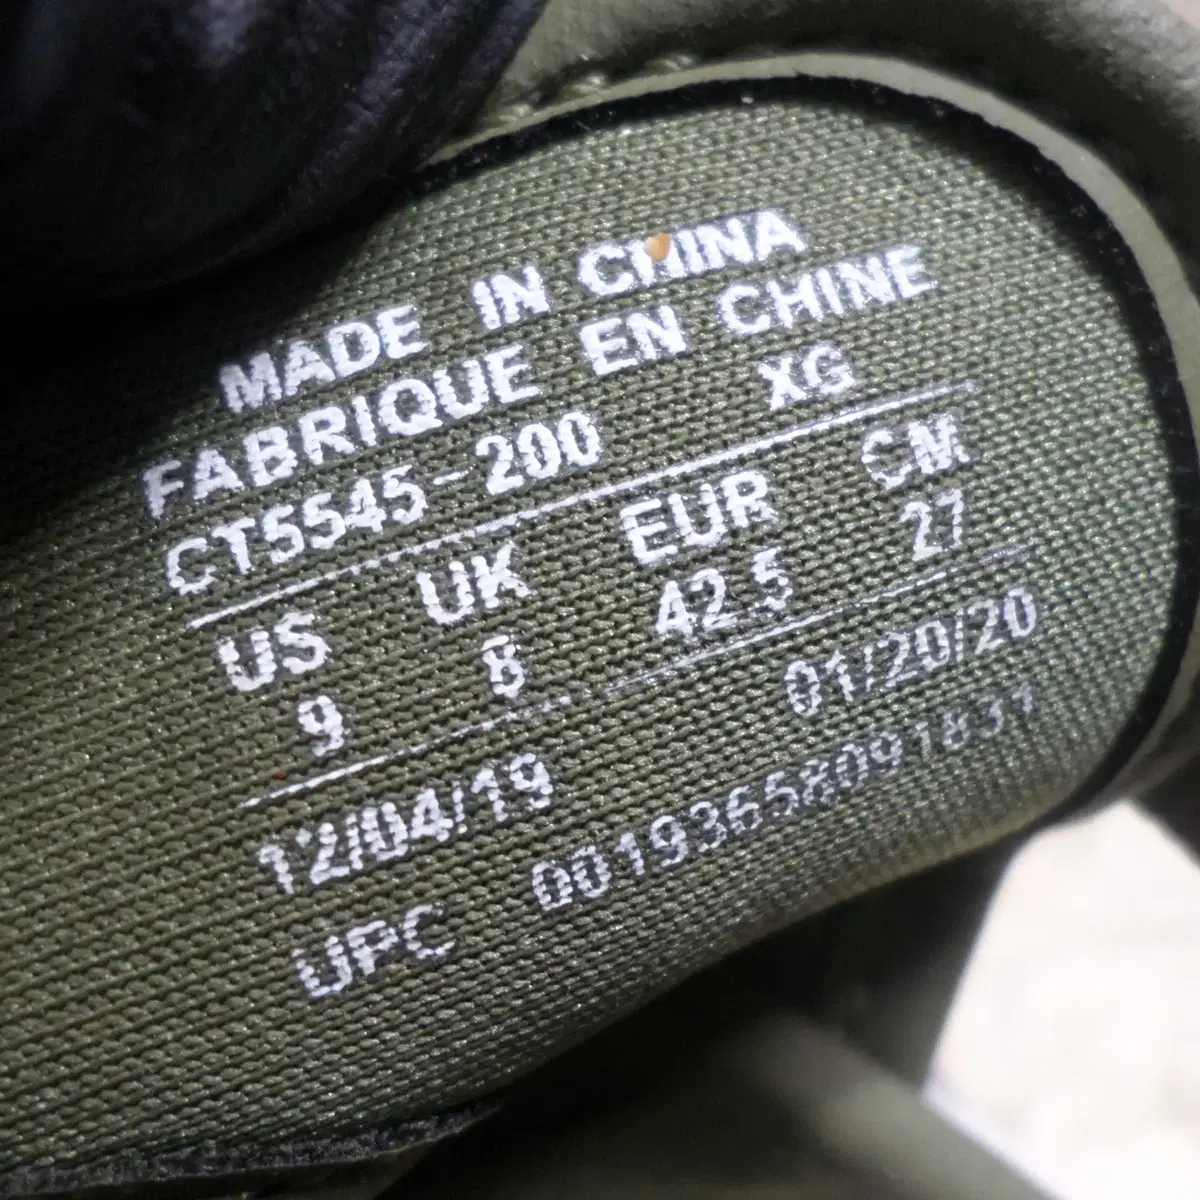 MADE IN CHINA
FABRIQUE EN CHINE
CT5545-200 XG
US UK EUR CM
9 8 42.5 27
12/04/19 01/20/20
UPC 00193658091831